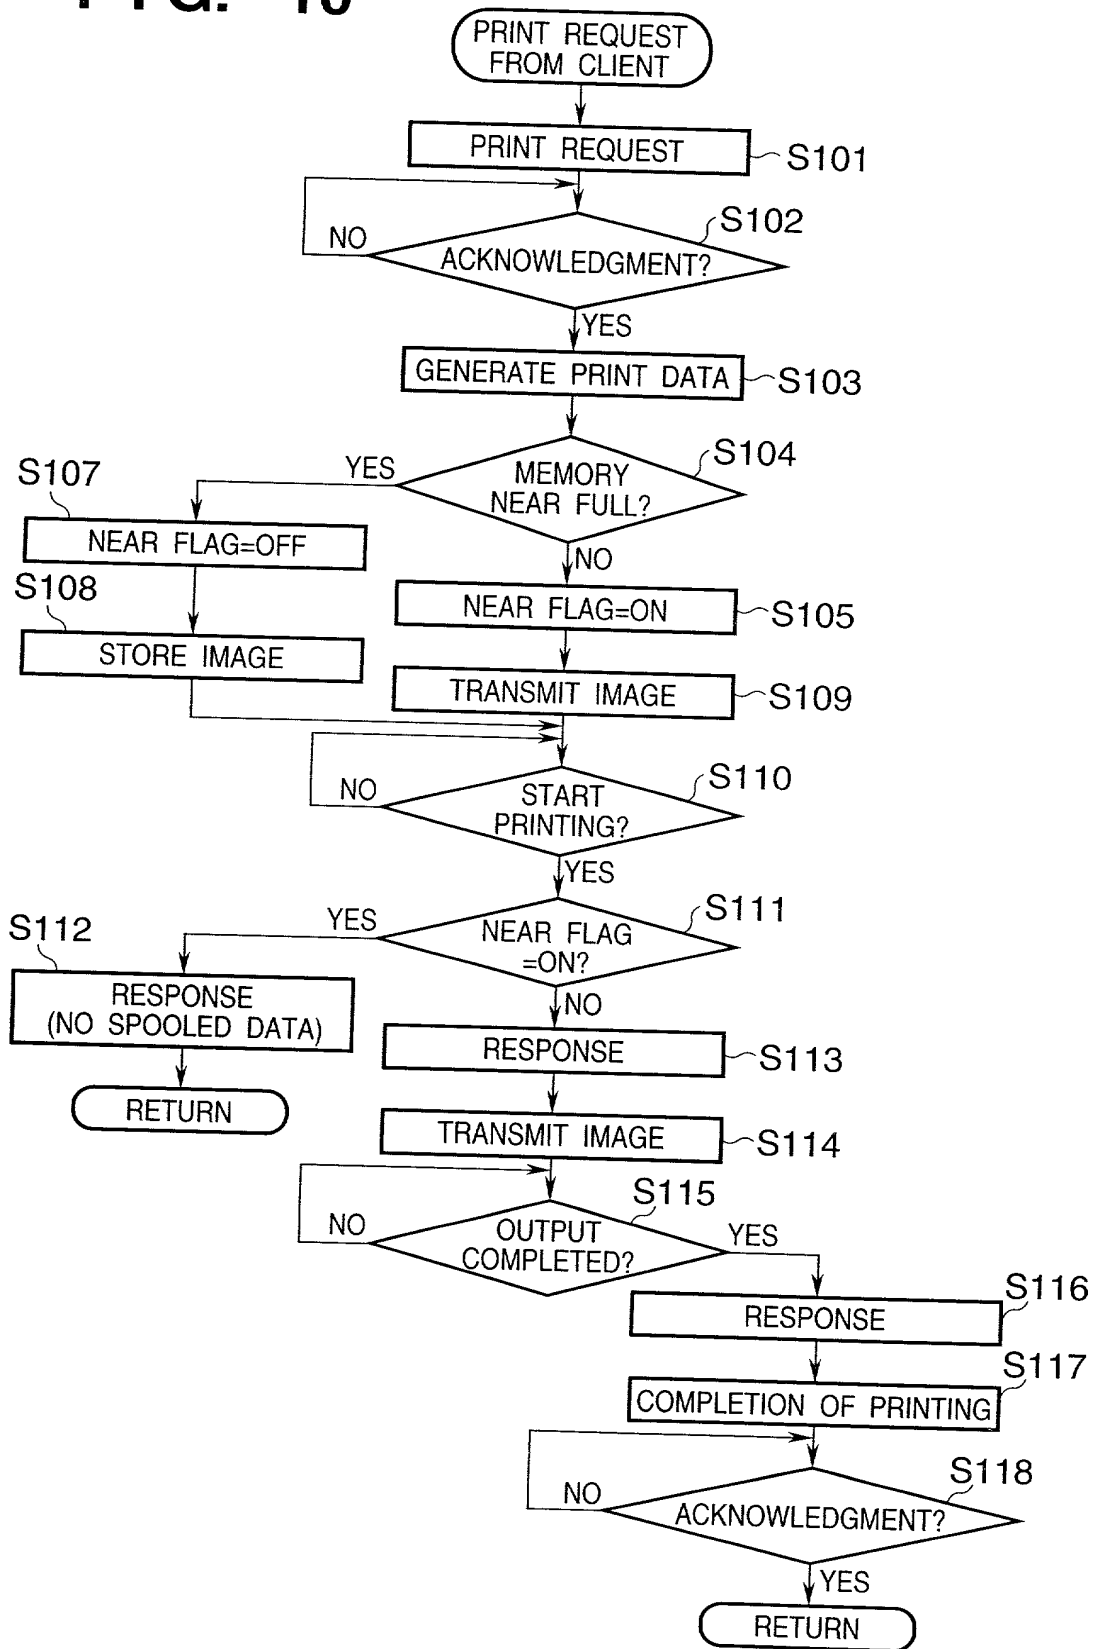 FIG. 10
PRINT REQUEST
FROM CLIENT
PRINT REQUEST
S101
S102
NO
ACKNOWLEDGMENT?
YES
GENERATE PRINT DATA
S103
S104
YES
MEMORY
NEAR FULL?
S107
NEAR FLAG=OFF
NO
S108
NEAR FLAG=ON
S105
STORE IMAGE
TRANSMIT IMAGE
S109
S110
NO
START
PRINTING?
YES
S111
YES
NEAR FLAG
=ON?
S112
RESPONSE
(NO SPOOLED DATA)
NO
RESPONSE
S113
RETURN
TRANSMIT IMAGE
S114
S115
NO
OUTPUT
COMPLETED?
YES
S116
RESPONSE
S117
COMPLETION OF PRINTING
S118
NO
ACKNOWLEDGMENT?
YES
RETURN